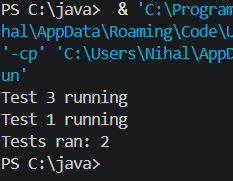 PS C:\java>  & 'C:\Program
hal\AppData\Roaming\Code\U
'-cp' 'C:\Users\Nihal\AppD
un'
Test 3 running
Test 1 running
Tests ran: 2
PS C:\java>